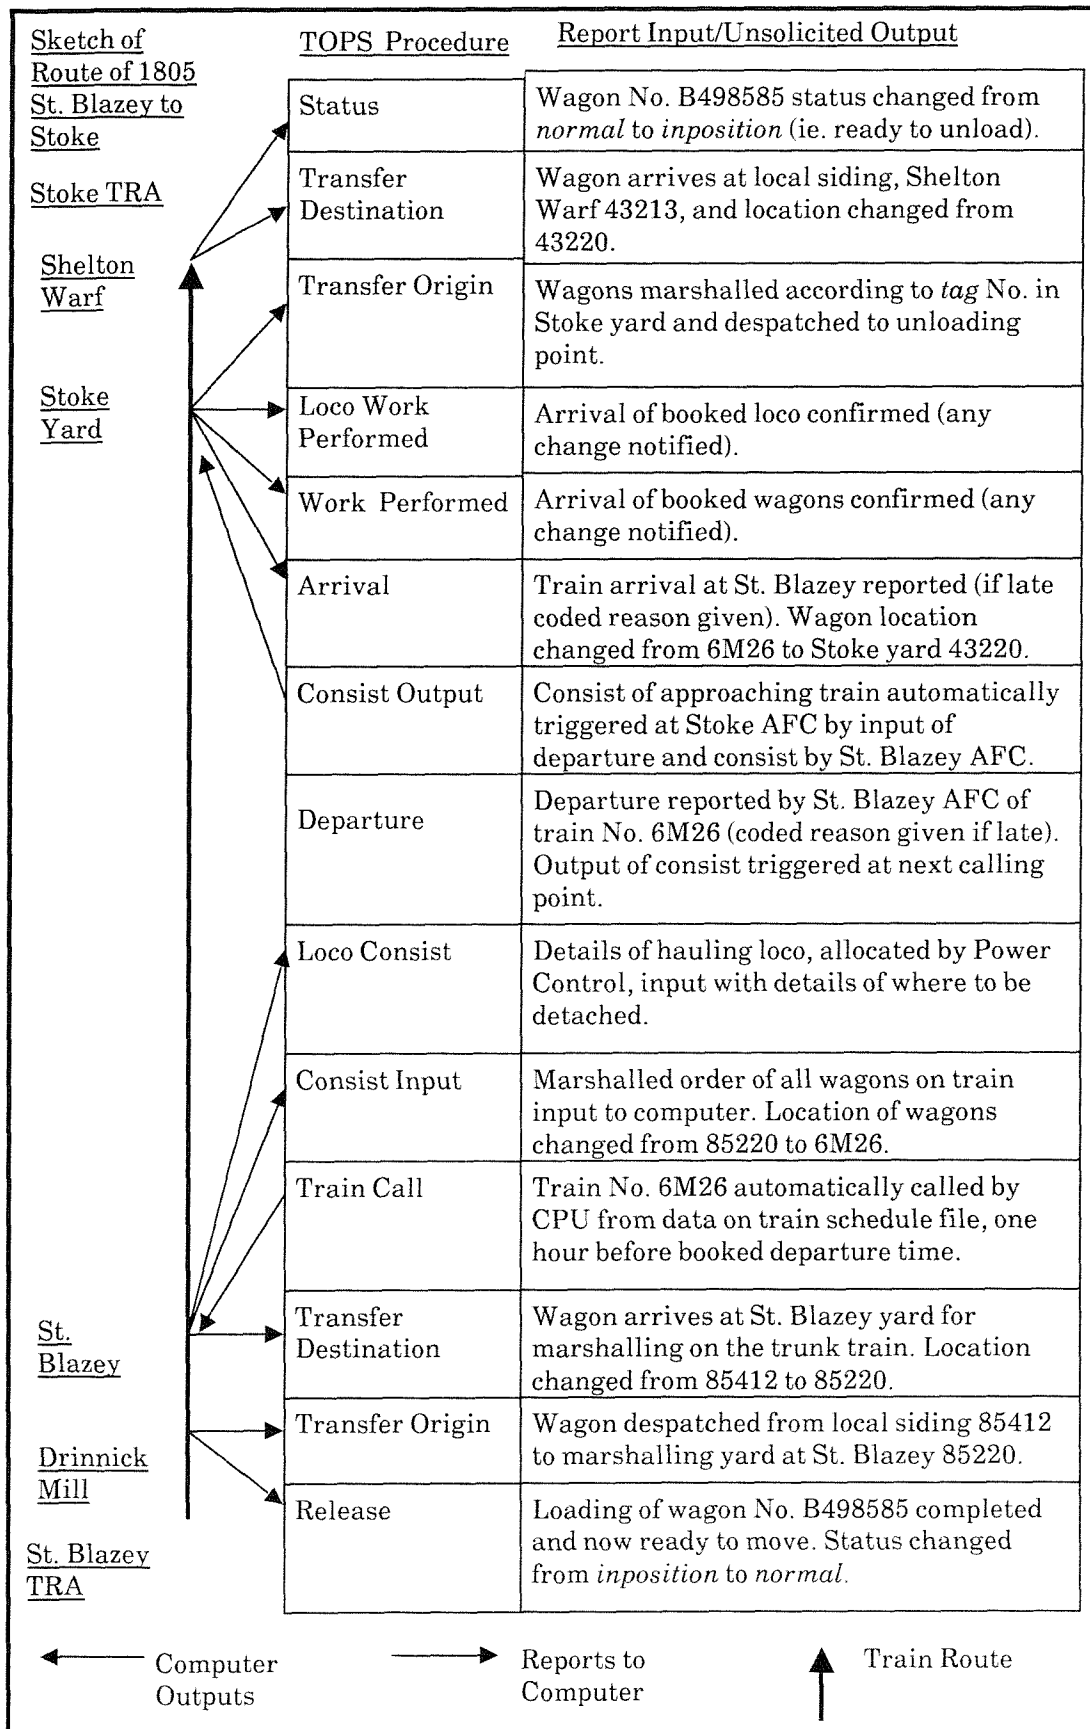 Sketch of
Route of 1805
St. Blazey to
Stoke
TOPS Procedure
Report Input/Unsolicited Output
Status
Wagon No. B498585 status changed from
normal to inposition (ie. ready to unload).
Stoke TRA
Transfer
Destination
Wagon arrives at local siding, Shelton
Warf 43213, and location changed from
43220.
Shelton
Warf
Transfer Origin
Wagons marshalled according to tag No. in
Stoke yard and despatched to unloading
point.
Stoke
Yard
Loco Work
Performed
Arrival of booked loco confirmed (any
change notified).
Work Performed
Arrival of booked wagons confirmed (any
change notified).
Arrival
Train arrival at St. Blazey reported (if late
coded reason given). Wagon location
changed from 6M26 to Stoke yard 43220.
Consist Output
Consist of approaching train automatically
triggered at Stoke AFC by input of
departure and consist by St. Blazey AFC.
Departure
Departure reported by St. Blazey AFC of
train No. 6M26 (coded reason given if late).
Output of consist triggered at next calling
point.
Loco Consist
Details of hauling loco, allocated by Power
Control, input with details of where to be
detached.
Consist Input
Marshalled order of all wagons on train
input to computer. Location of wagons
changed from 85220 to 6M26.
Train Call
Train No. 6M26 automatically called by
CPU from data on train schedule file, one
hour before booked departure time.
St.
Blazey
Transfer
Destination
Wagon arrives at St. Blazey yard for
marshalling on the trunk train. Location
changed from 85412 to 85220.
Transfer Origin
Wagon despatched from local siding 85412
to marshalling yard at St. Blazey 85220.
Drinnick
Mill
Release
Loading of wagon No. B498585 completed
and now ready to move. Status changed
from inposition to normal.
St. Blazey
TRA
Computer
Outputs
Reports to
Computer
Train Route